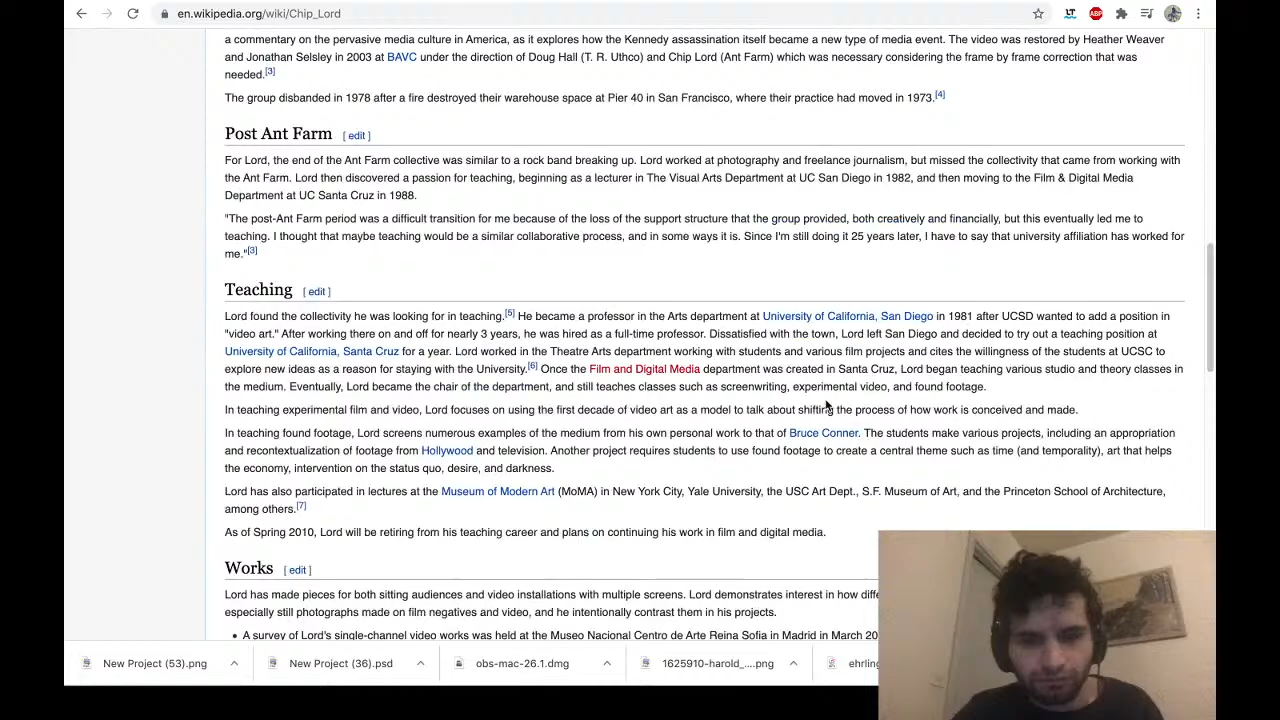 en.wikipedia.org/wiki/Chip_Lord
LT
ABP
a commentary on the pervasive media culture in America, as it explores how the Kennedy assassination itself became a new type of media event. The video was restored by Heather Weaver
and Jonathan Selsley in 2003 at BAVC under the direction of Doug Hall (T. R. Uthco) and Chip Lord (Ant Farm) which was necessary considering the frame by frame correction that was
needed.[3]
The group disbanded in 1978 after a fire destroyed their warehouse space at Pier 40 in San Francisco, where their practice had moved in 1973.[4]
Post Ant Farm [ edit ]
For Lord, the end of the Ant Farm collective was similar to a rock band breaking up. Lord worked at photography and freelance journalism, but missed the collectivity that came from working with
the Ant Farm. Lord then discovered a passion for teaching, beginning as a lecturer in The Visual Arts Department at UC San Diego in 1982, and then moving to the Film & Digital Media
Department at UC Santa Cruz in 1988.
"The post-Ant Farm period was a difficult transition for me because of the loss of the support structure that the group provided, both creatively and financially, but this eventually led me to
teaching. I thought that maybe teaching would be a similar collaborative process, and in some ways it is. Since I'm still doing it 25 years later, I have to say that university affiliation has worked for
me."[3]
Teaching [ edit ]
Lord found the collectivity he was looking for in teaching.[5] He became a professor in the Arts department at University of California, San Diego in 1981 after UCSD wanted to add a position in
"video art." After working there on and off for nearly 3 years, he was hired as a full-time professor. Dissatisfied with the town, Lord left San Diego and decided to try out a teaching position at
University of California, Santa Cruz for a year. Lord worked in the Theatre Arts department working with students and various film projects and cites the willingness of the students at UCSC to
explore new ideas as a reason for staying with the University.[6] Once the Film and Digital Media department was created in Santa Cruz, Lord began teaching various studio and theory classes in
the medium. Eventually, Lord became the chair of the department, and still teaches classes such as screenwriting, experimental video, and found footage.
In teaching experimental film and video, Lord focuses on using the first decade of video art as a model to talk about shifting the process of how work is conceived and made.
In teaching found footage, Lord screens numerous examples of the medium from his own personal work to that of Bruce Conner. The students make various projects, including an appropriation
and recontextualization of footage from Hollywood and television. Another project requires students to use found footage to create a central theme such as time (and temporality), art that helps
the economy, intervention on the status quo, desire, and darkness.
Lord has also participated in lectures at the Museum of Modern Art (MoMA) in New York City, Yale University, the USC Art Dept., S.F. Museum of Art, and the Princeton School of Architecture,
among others.[7]
As of Spring 2010, Lord will be retiring from his teaching career and plans on continuing his work in film and digital media.
Works [ edit ]
Lord has made pieces for both sitting audiences and video installations with multiple screens. Lord demonstrates interest in how diffe
especially still photographs made on film negatives and video, and he intentionally contrast them in his projects.
• A survey of Lord's single-channel video works was held at the Museo Nacional Centro de Arte Reina Sofia in Madrid in March 20
New Project (53).png
New Project (36).psd
obs-mac-26.1.dmg
1625910-harold_....png
ehrling